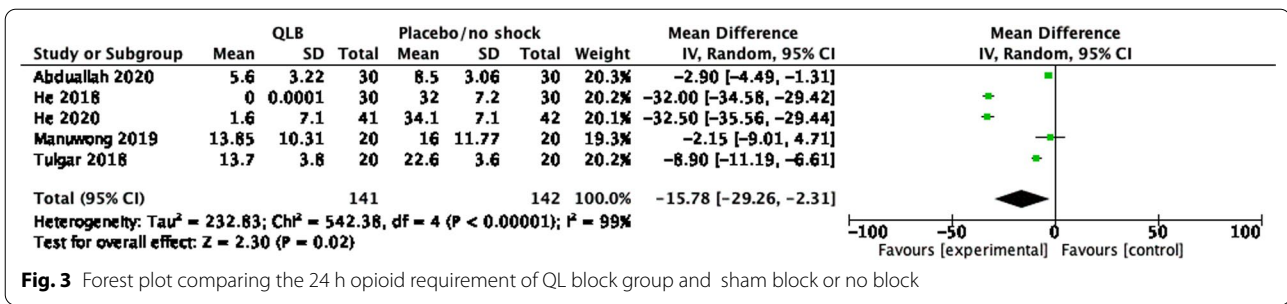 QLB Placebo/no shock Mean Difference Mean Difference
Study or Subgroup Mean SD Total Mean SD Total Weight IV, Random, 95% CI IV, Random, 95% CI
Abduallah 2020 5.6 3.22 30 8.5 3.06 30 20.3% −2.90 [−4.49, −1.31]
He 2018 0 0.0001 30 32 7.2 30 20.2% −32.00 [−34.58, −29.42]
He 2020 1.6 7.1 41 34.1 7.1 42 20.1% −32.50 [−35.56, −29.44]
Manuwong 2019 13.85 10.31 20 16 11.77 20 19.3% −2.15 [−9.01, 4.71]
Tulgar 2018 13.7 3.8 20 22.6 3.6 20 20.2% −8.90 [−11.19, −6.61]
Total (95% CI) 141 142 100.0% −15.78 [−29.26, −2.31]
Heterogeneity: Tau² = 232.83; Chi² = 542.38, df = 4 (P < 0.00001); I² = 99%
Test for overall effect: Z = 2.30 (P = 0.02)
−100 −50 0 50 100
Favours [experimental] Favours [control]
Fig. 3 Forest plot comparing the 24 h opioid requirement of QL block group and sham block or no block